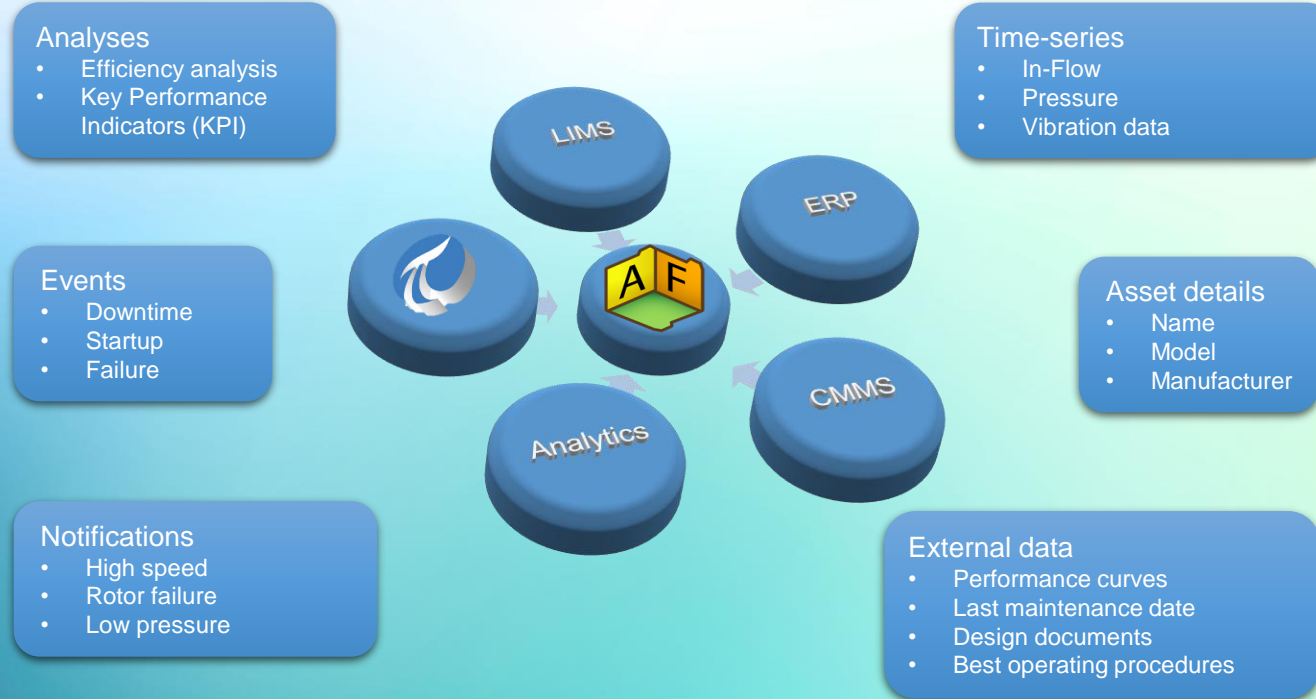 Analyses
• Efficiency analysis
• Key Performance
Indicators (KPI)
Time-series
• In-Flow
• Pressure
• Vibration data
LIMS
ERP
A F
Events
• Downtime
• Startup
• Failure
Asset details
• Name
• Model
• Manufacturer
CMMS
Analytics
Notifications
• High speed
• Rotor failure
• Low pressure
External data
• Performance curves
• Last maintenance date
• Design documents
• Best operating procedures